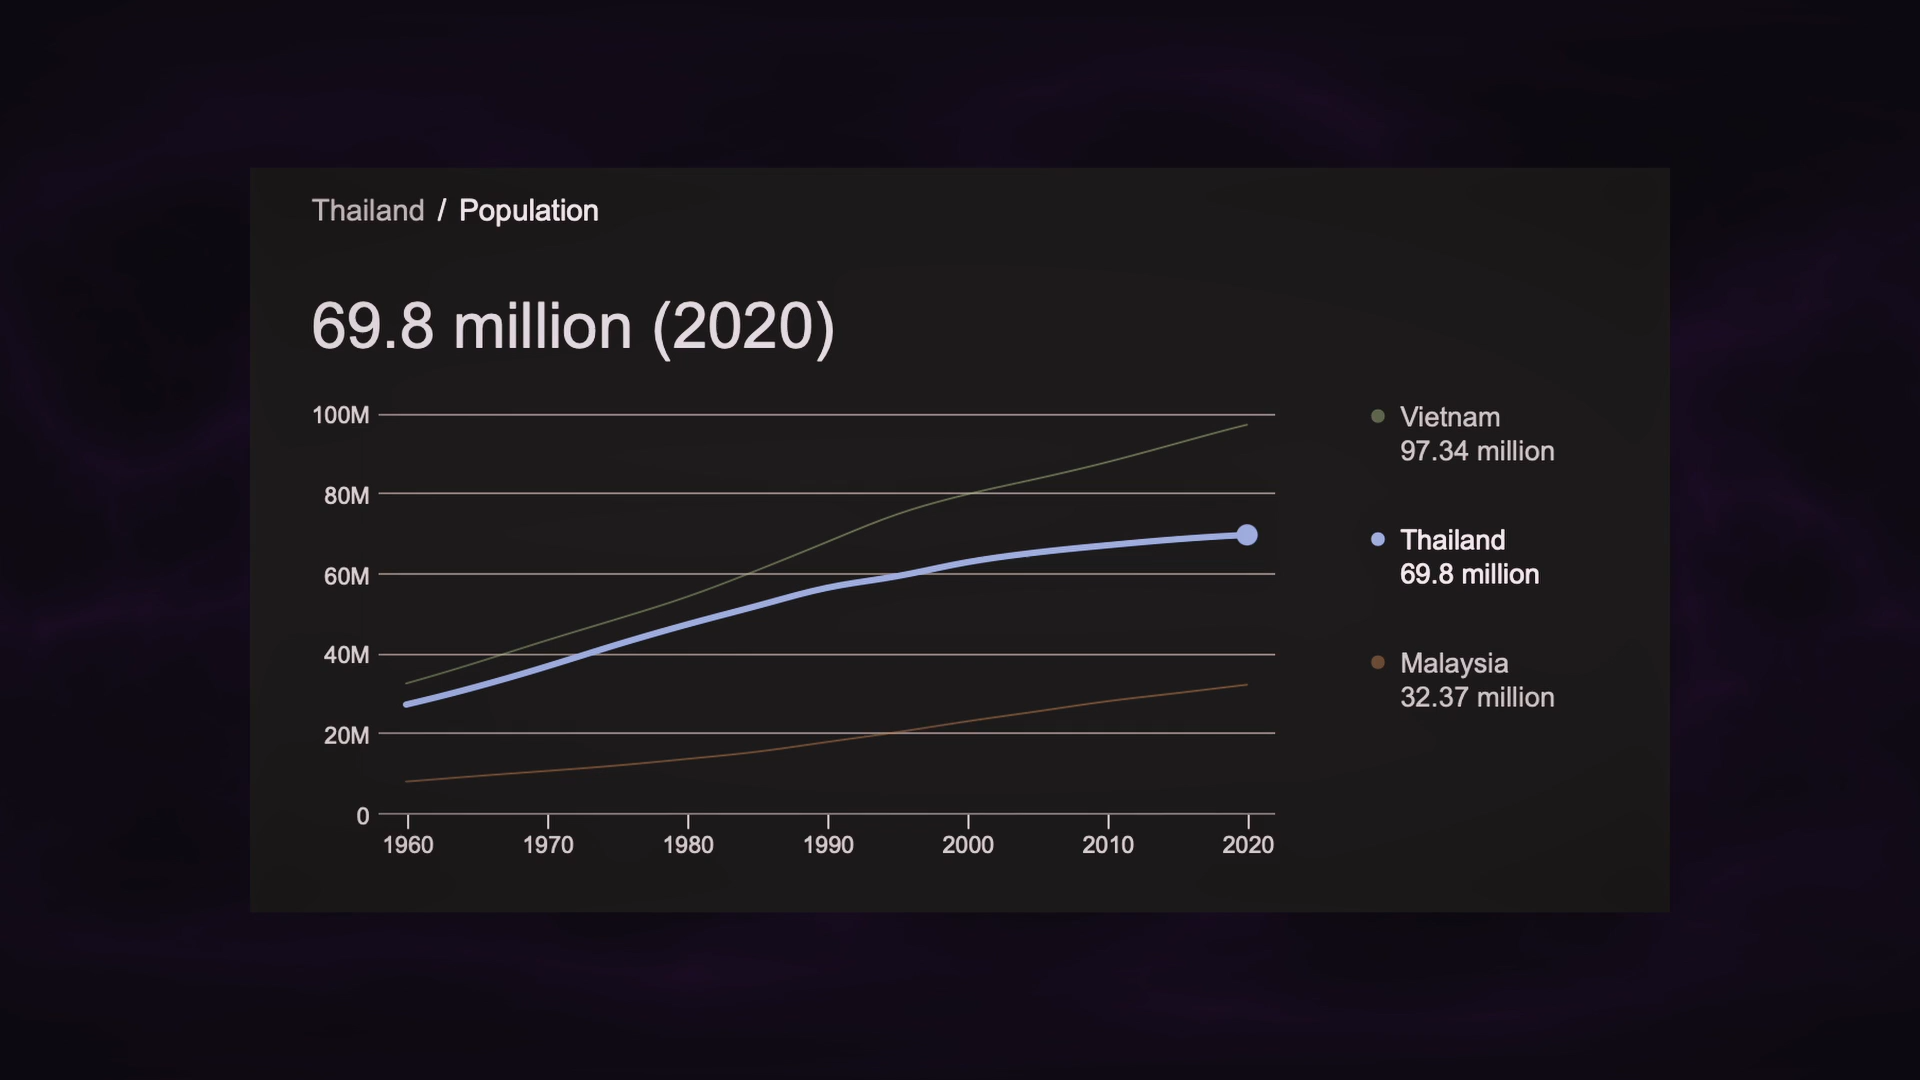 Thailand / Population
69.8 million (2020)
100M
80M
60M
40M
20M
0
1960 1970 1980 1990 2000 2010 2020
Vietnam
97.34 million
Thailand
69.8 million
Malaysia
32.37 million